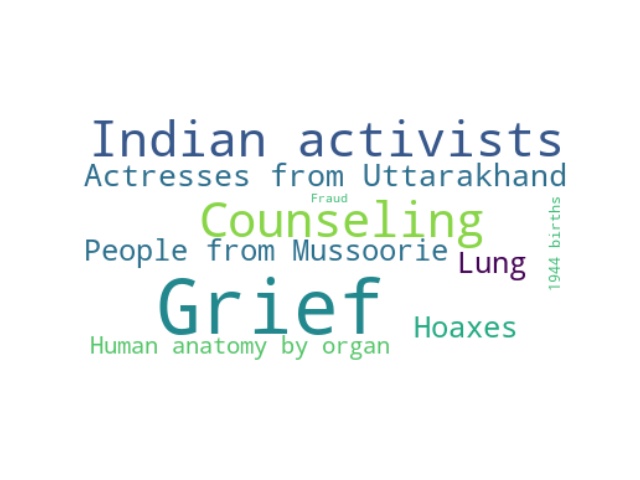 Indian activists
Actresses from Uttarakhand
Fraud
Counseling
1944 births
People from Mussoorie
Lung
Grief
Hoaxes
Human anatomy by organ